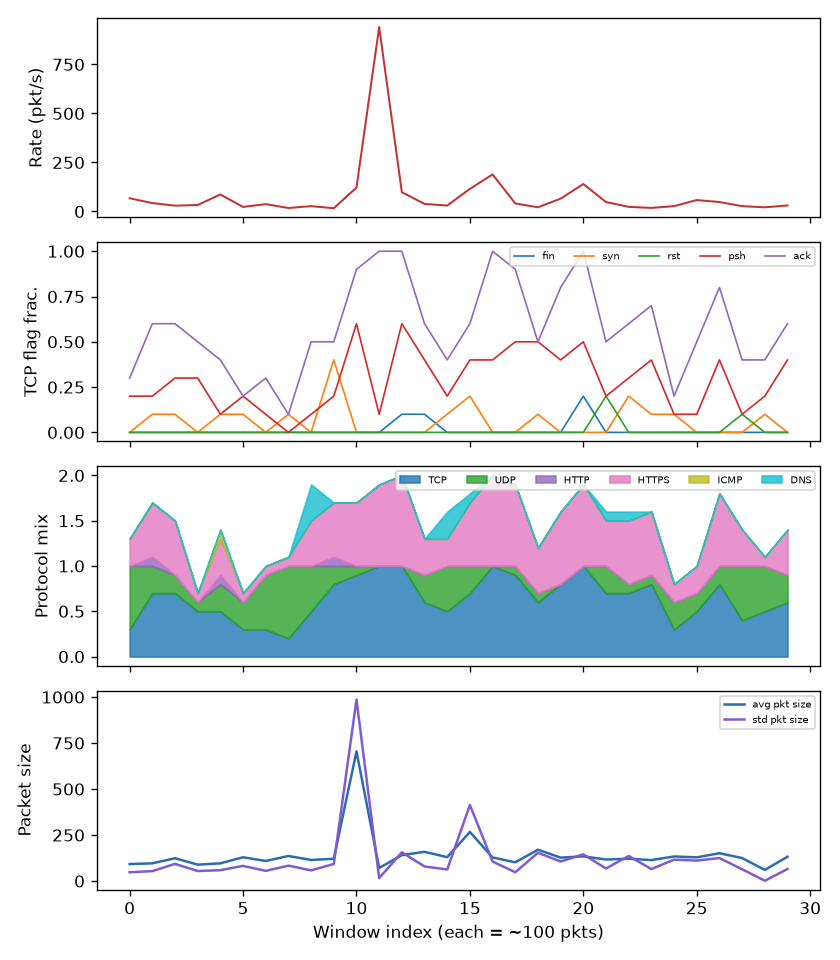 Rate (pkt/s)
750
500
250
0
TCP flag frac.
1.00
0.75
0.50
0.25
0.00
fin syn rst psh ack
Protocol mix
2.0
1.5
1.0
0.5
0.0
TCP UDP HTTP HTTPS ICMP DNS
Packet size
1000
750
500
250
0
avg pkt size
std pkt size
0 5 10 15 20 25 30
Window index (each = ~100 pkts)